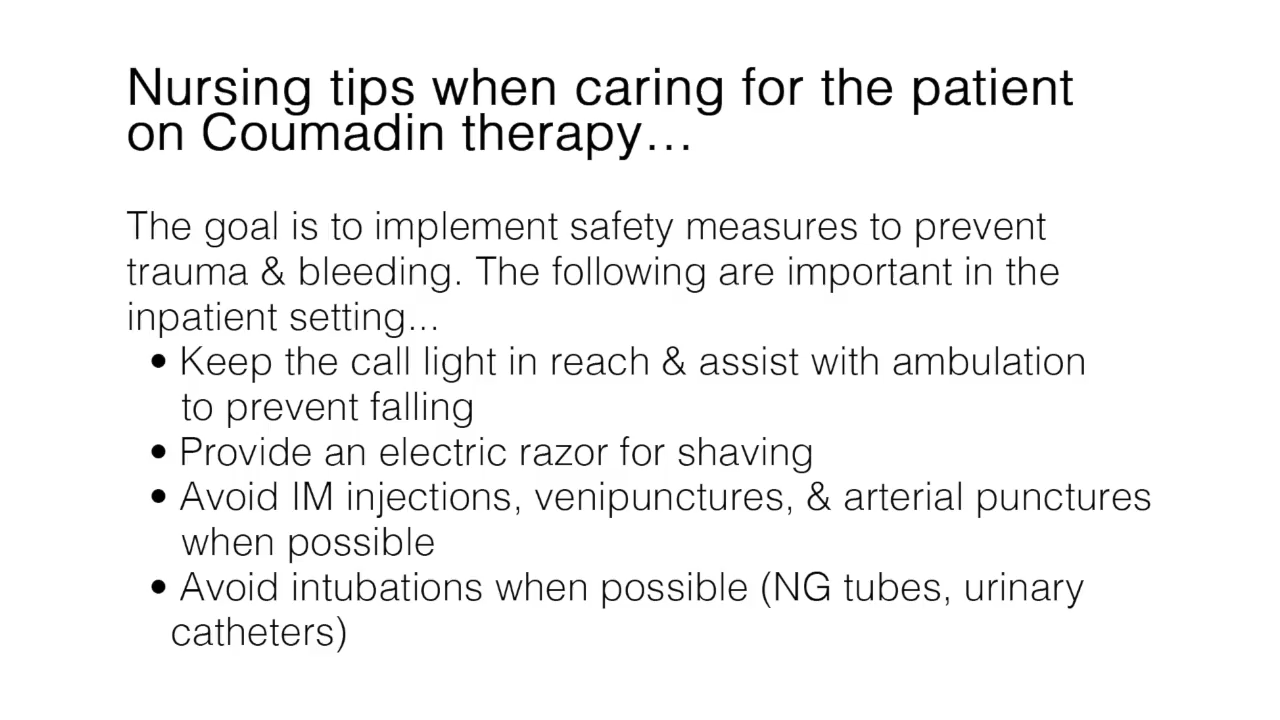 Nursing tips when caring for the patient
on Coumadin therapy...
The goal is to implement safety measures to prevent
trauma & bleeding. The following are important in the
inpatient setting...
• Keep the call light in reach & assist with ambulation
to prevent falling
• Provide an electric razor for shaving
• Avoid IM injections, venipunctures, & arterial punctures
when possible
• Avoid intubations when possible (NG tubes, urinary
catheters)